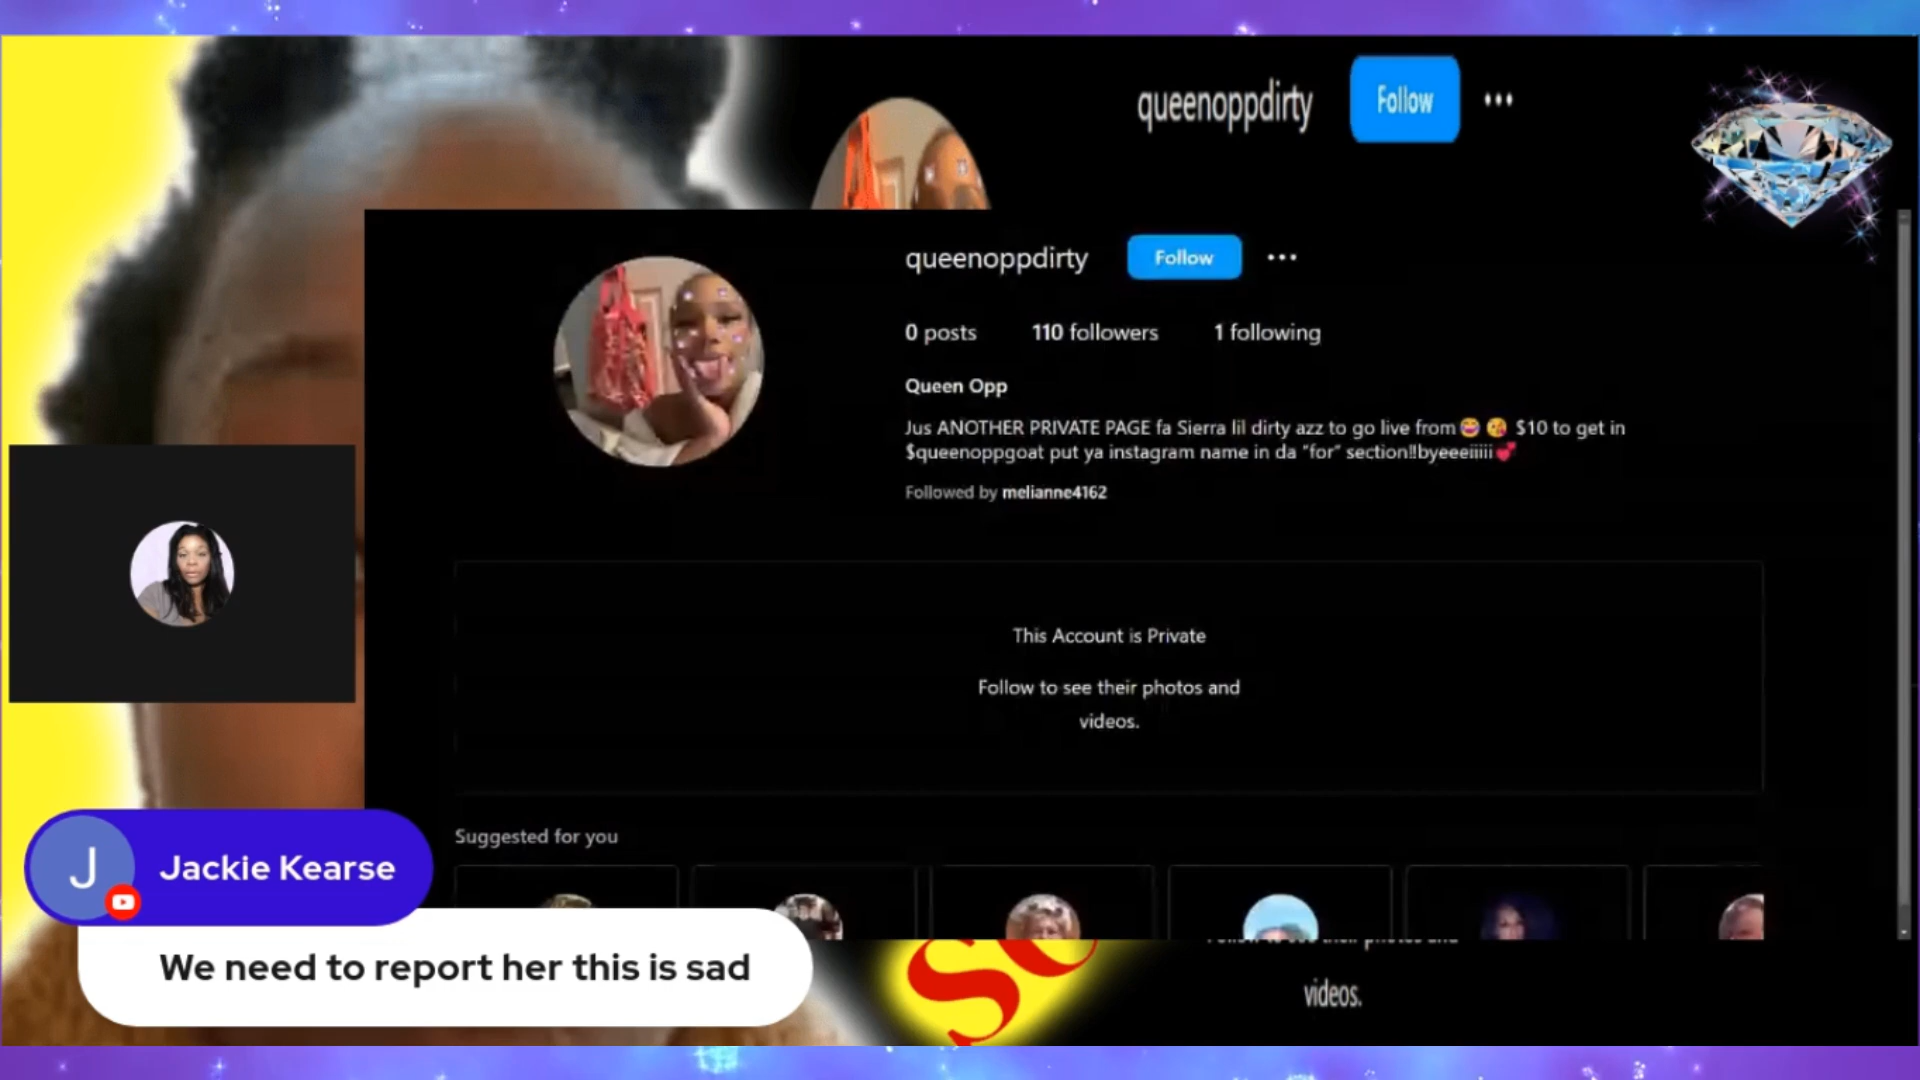 queenoppdirty Follow
queenoppdirty Follow
0 posts 110 followers 1 following
Queen Opp
Jus ANOTHER PRIVATE PAGE fa Sierra lil dirty azz to go live from😄 😘 $10 to get in
$queenoppgoat put ya instagram name in da "for" section!!byeeeiiiii💕
Followed by melianne4162
This Account is Private
Follow to see their photos and
videos.
Suggested for you
J Jackie Kearse
We need to report her this is sad
videos.